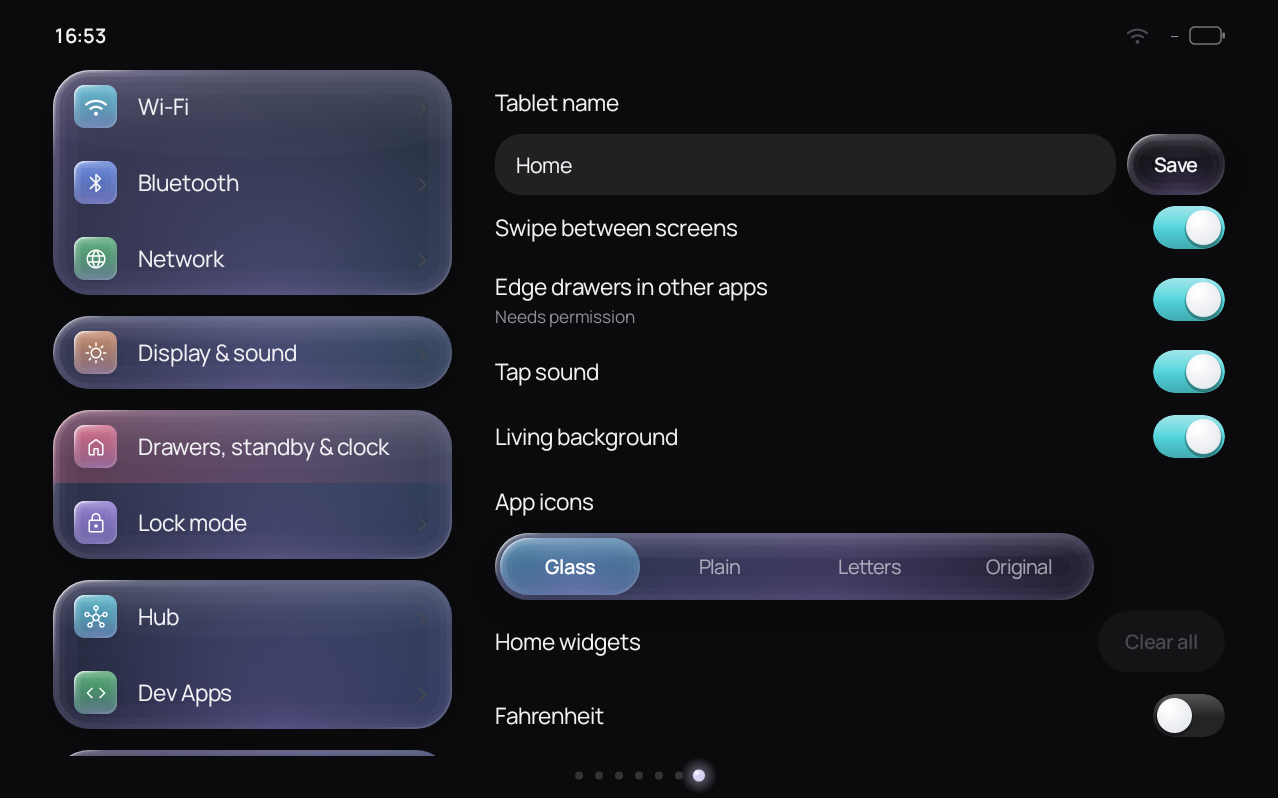 16:53
Wi-Fi
Bluetooth
Network
Display & sound
Drawers, standby & clock
Lock mode
Hub
Dev Apps
Tablet name
Home
Save
Swipe between screens
Edge drawers in other apps
Needs permission
Tap sound
Living background
App icons
Glass Plain Letters Original
Home widgets
Clear all
Fahrenheit